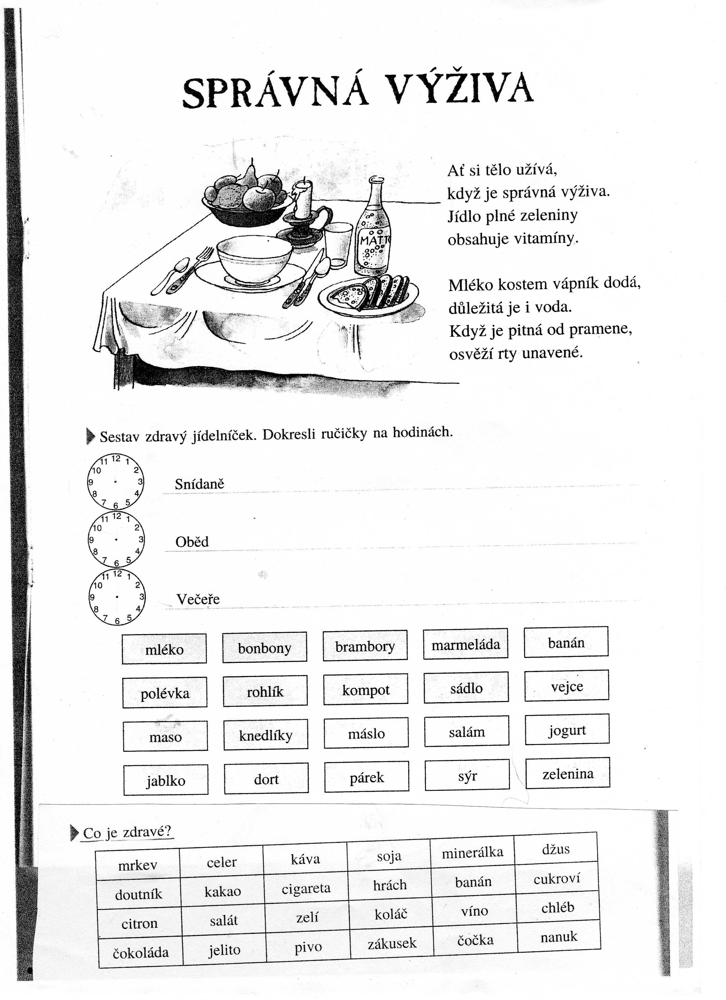 SPRÁVNÁ VÝŽIVA
MATT
Ať si tělo užívá,
když je správná výživa.
Jídlo plné zeleniny
obsahuje vitamíny.
Mléko kostem vápník dodá,
důležitá je i voda.
Když je pitná od pramene,
osvěží rty unavené.
Sestav zdravý jídelníček. Dokresli ručičky na hodinách.
12 1 2 3 4 5 6 7 8 9 10 11
Snídaně
12 1 2 3 4 5 6 7 8 9 10 11
Oběd
12 1 2 3 4 5 6 7 8 9 10 11
Večeře
mléko bonbony brambory marmeláda banán
polévka rohlík kompot sádlo vejce
maso knedlíky máslo salám jogurt
jablko dort párek sýr zelenina
Co je zdravé?
mrkev celer káva soja minerálka džus
doutník kakao cigareta hrách banán cukroví
citron salát zelí koláč víno chléb
čokoláda jelito pivo zákusek čočka nanuk